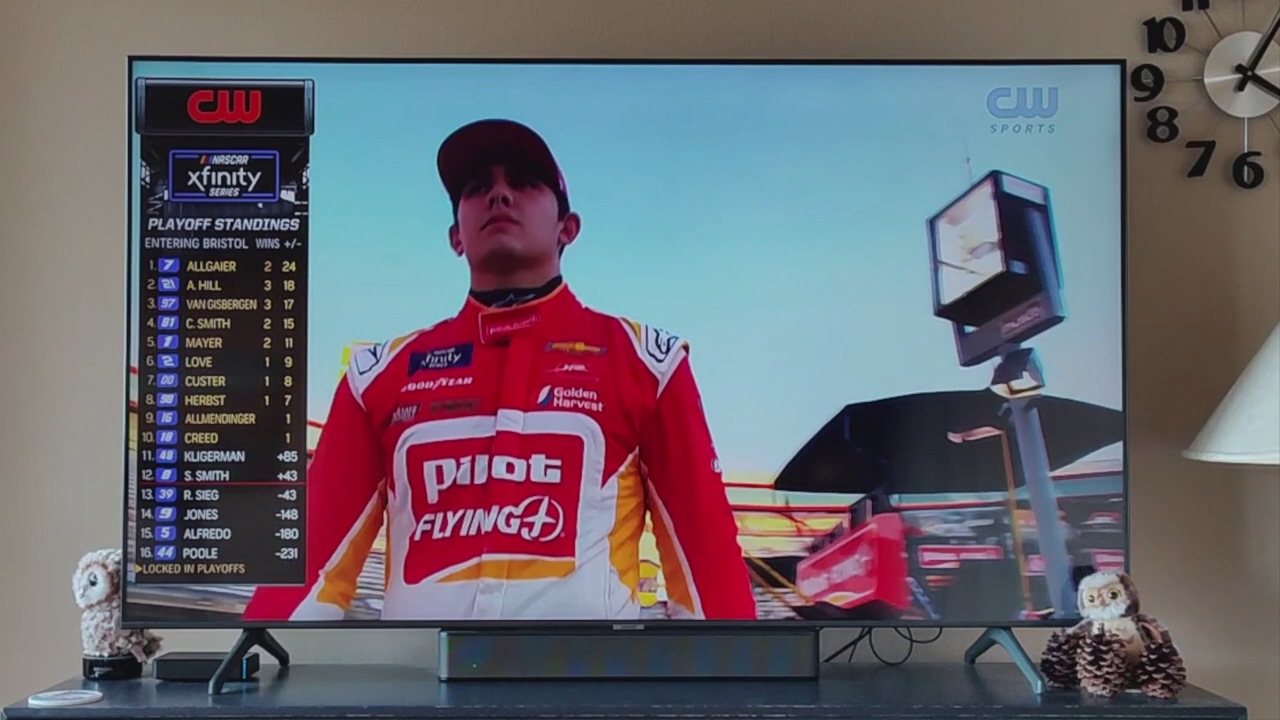 CW
NASCAR
xfinity
SERIES
PLAYOFF STANDINGS
ENTERING BRISTOL WINS +/-
1. 7 ALLGAIER 2 24
2. 21 A. HILL 3 18
3. 97 VAN GISBERGEN 3 17
4. 81 C. SMITH 2 15
5. 1 MAYER 2 11
6. 2 LOVE 1 9
7. 00 CUSTER 1 8
8. 98 HERBST 1 7
9. 16 ALLMENDINGER 1
10. 18 CREED 1
11. 48 KLIGERMAN +85
12. 8 S. SMITH +43
13. 39 R. SIEG -43
14. 9 JONES -148
15. 5 ALFREDO -180
16. 44 POOLE -231
LOCKED IN PLAYOFFS
CW
SPORTS
xfinity
SERIES
GOODYEAR
Golden
Harvest
PILOT
FLYING
10
9
8
7
6